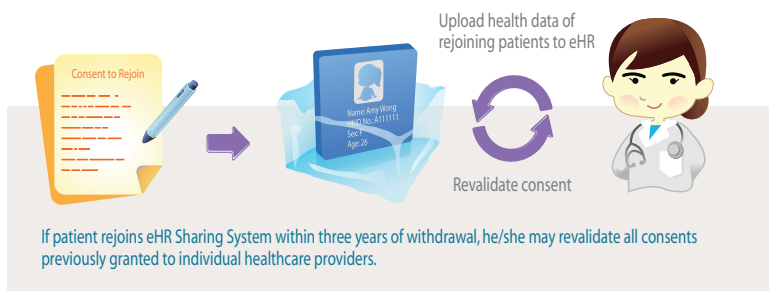 Upload health data of
rejoining patients to eHR
Consent to Rejoin
Name: Amy Wong
HKID No.: A111111
Sex: F
Age: 26
Revalidate consent
If patient rejoins eHR Sharing System within three years of withdrawal, he/she may revalidate all consents
previously granted to individual healthcare providers.